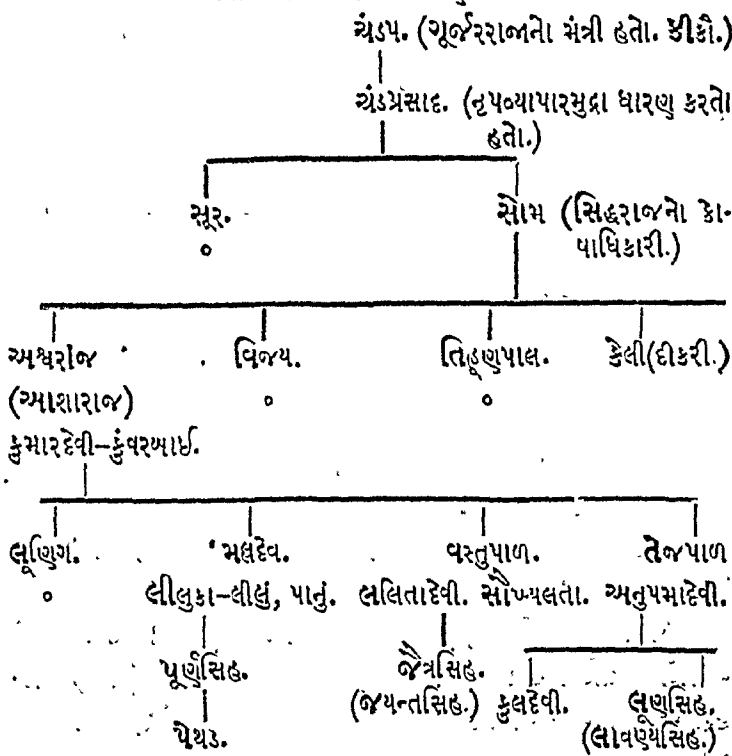 ચંડપ. (ગૂર્જરરાજાનો મંત્રી હતો. કીકી.)
ચંડપ્રસાદ. (નૃપવ્યાપારમુદ્રા ધારણ કરતો
હતો.)
સૂર. સોમ (સિદ્ધરાજનો કો-
ષાધિકારી.)
અશ્વરાજ વિજય. તિહૂણપાલ. કેલી(દીકરી.)
(આશારાજ)
કુમારદેવી–કુંવરબાઈ.
લૂણિગ. મલ્લદેવ. વસ્તુપાળ. તેજપાળ
લીલુકા–લીલું, પાનું. લલિતાદેવી. સૌખ્યલતા. અનુપમાદેવી.
પૂર્ણસિંહ. જૈત્રસિંહ.
(જયન્તસિંહ.) કુલદેવી. લૂણસિંહ.
પેથડ. (લાવણ્યસિંહ.)